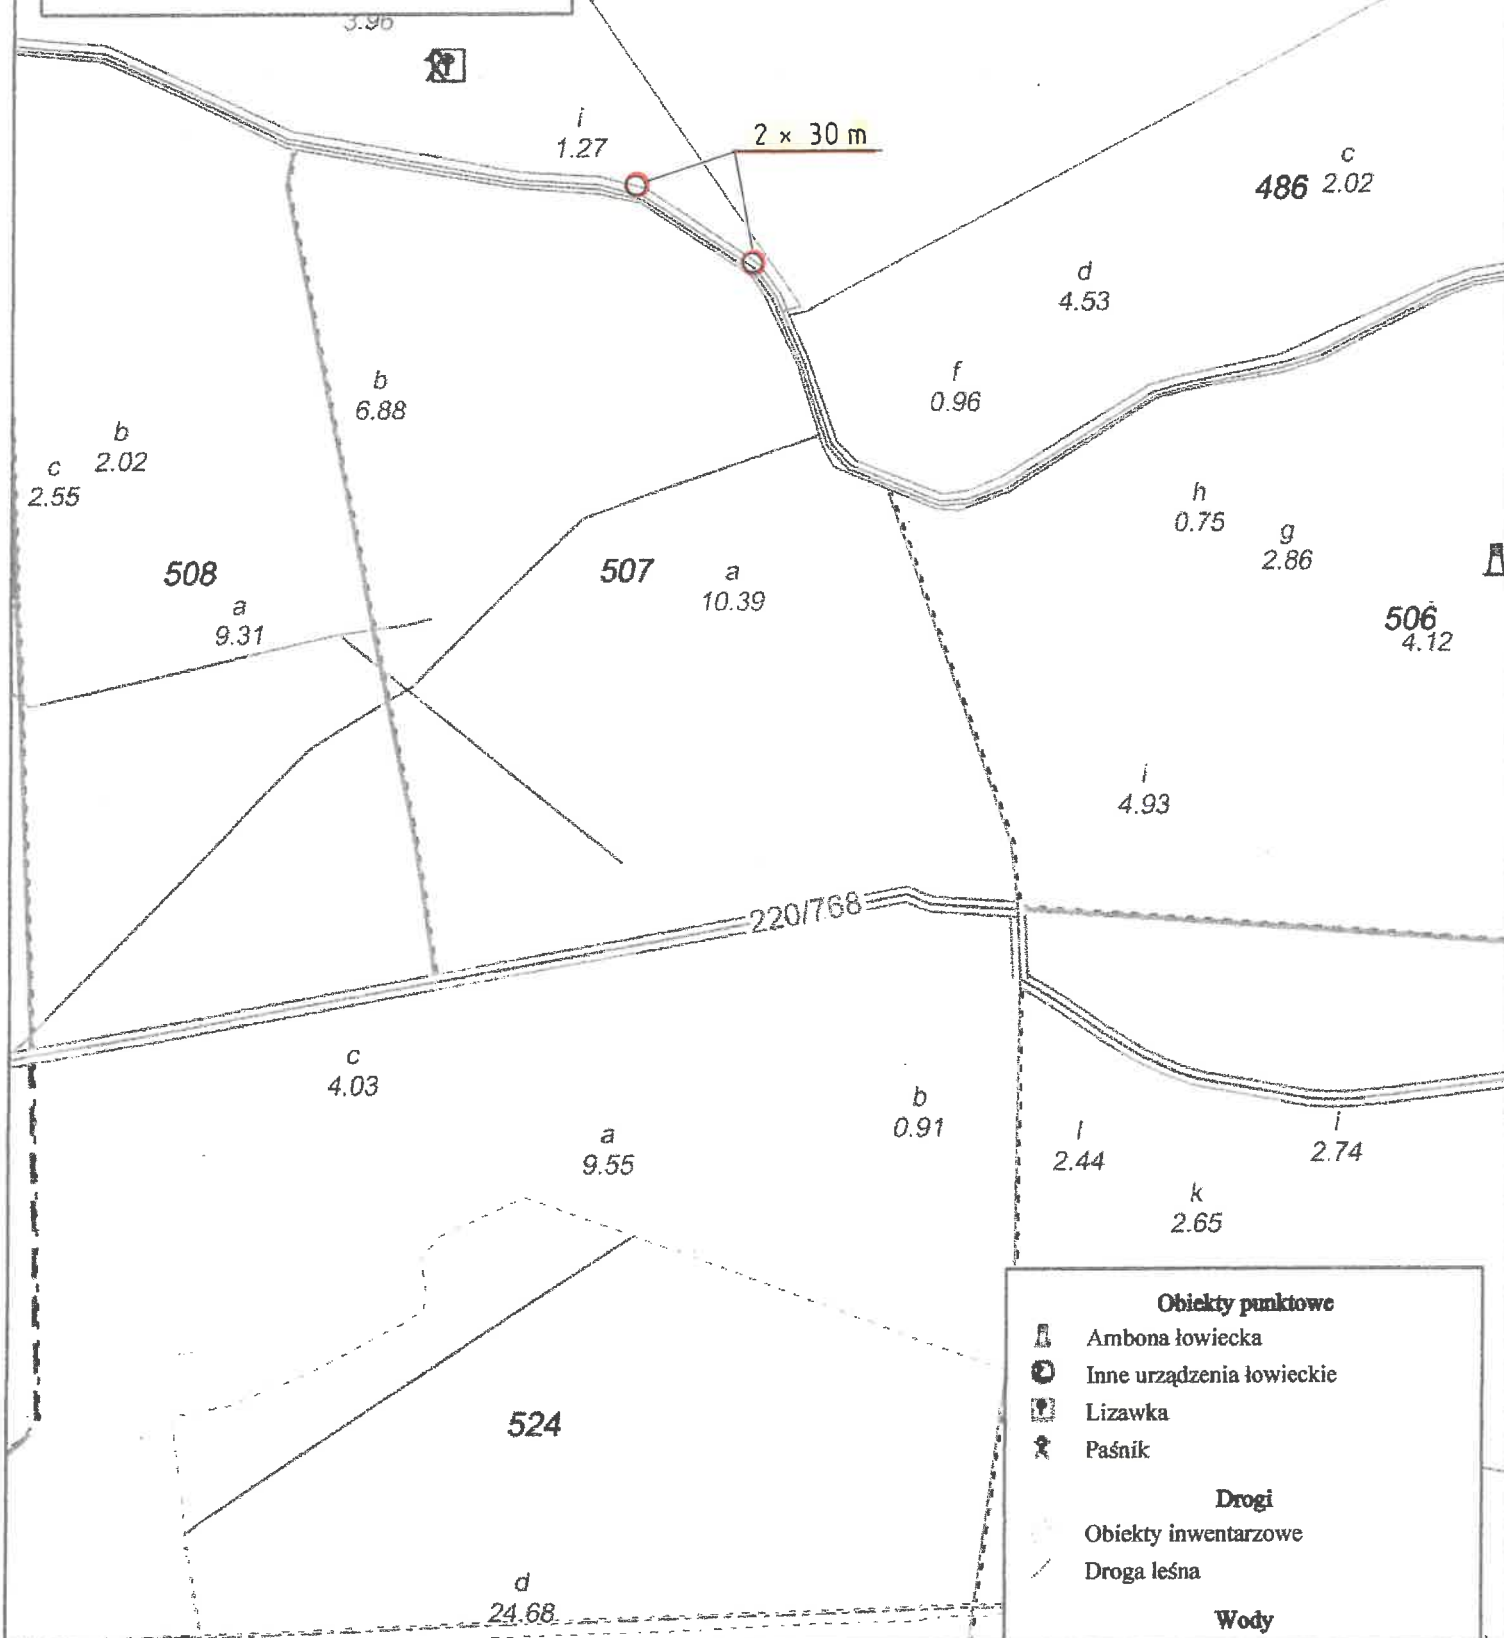 3.96
i
1.27
2 × 30 m
c
486 2.02
d
4.53
f
0.96
b
6.88
b
2.02
c
2.55
h
0.75
g
2.86
508
a
9.31
507
a
10.39
506
4.12
i
4.93
220/768
c
4.03
b
0.91
a
9.55
l
2.44
i
2.74
k
2.65
524
d
24.68
Obiekty punktowe
Ambona łowiecka
Inne urządzenia łowieckie
Lizawka
Paśnik
Drogi
Obiekty inwentarzowe
Droga leśna
Wody